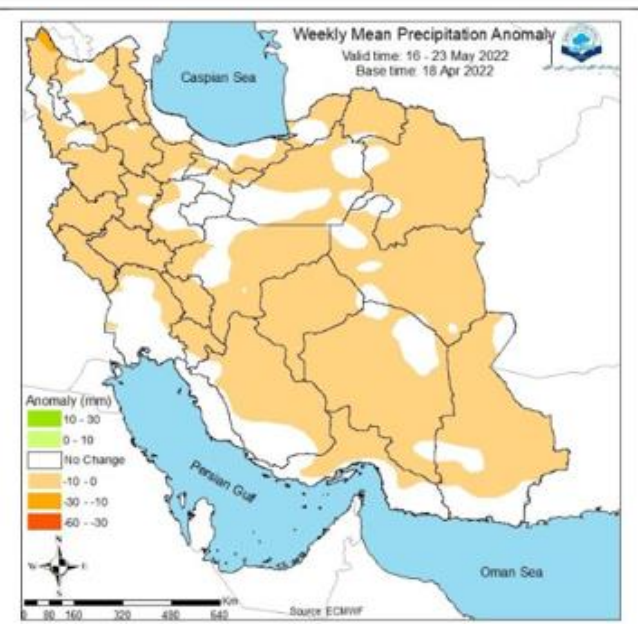 Weekly Mean Precipitation Anomaly
Valid time: 16 - 23 May 2022
Base time: 18 Apr 2022
Caspian Sea
Anomaly (mm)
10 - 30
0 - 10
No Change
-10 - 0
-30 - -10
-60 - -30
Persian Gulf
Oman Sea
N
W
E
S
Km
0 80 160 320 480 640
Source: ECMWF